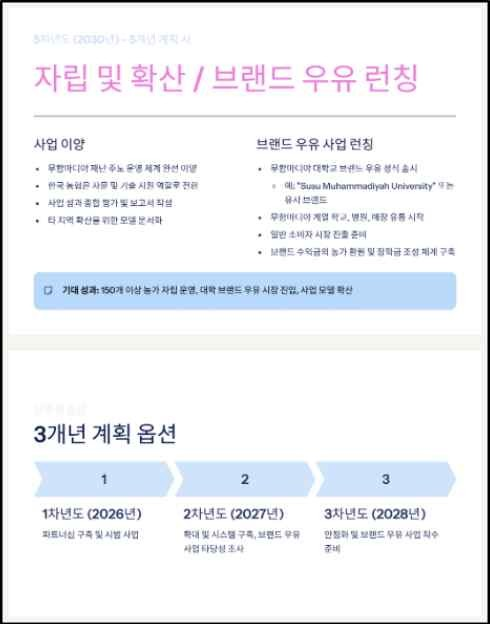 5차년도 (2030년) - 5개년 계획 시
자립 및 확산 / 브랜드 우유 런칭
사업 이양
무함마디야 재단 주도 운영 체계 완전 이양
한국 농협은 자문 및 기술 지원 역할로 전환
사업 성과 종합 평가 및 보고서 작성
타 지역 확산을 위한 모델 문서화
브랜드 우유 사업 런칭
무함마디야 대학교 브랜드 우유 정식 출시
예: "Susu Muhammadiyah University" 또는
유사 브랜드
무함마디야 계열 학교, 병원, 매장 유통 시작
일반 소비자 시장 진출 준비
브랜드 수익금의 농가 환원 및 장학금 조성 체계 구축
기대 성과: 150개 이상 농가 자립 운영, 대학 브랜드 우유 시장 진입, 사업 모델 확산
3개년 계획 옵션
1
2
3
1차년도 (2026년)
파트너십 구축 및 시범 사업
2차년도 (2027년)
확대 및 시스템 구축, 브랜드 우유
사업 타당성 조사
3차년도 (2028년)
안정화 및 브랜드 우유 사업 착수
준비